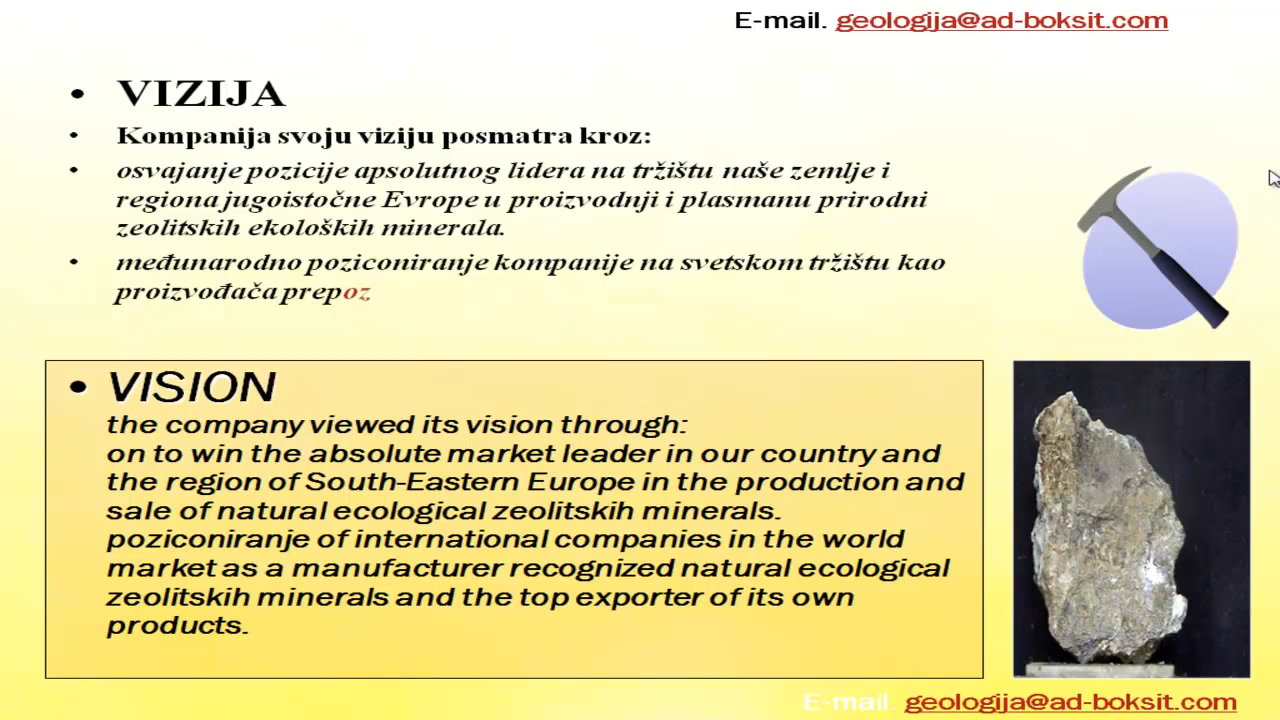 E-mail. geologija@ad-boksit.com
• VIZIJA
• Kompanija svoju viziju posmatra kroz:
• osvajanje pozicije apsolutnog lidera na tržištu naše zemlje i
regiona jugoistočne Evrope u proizvodnji i plasmanu prirodni
zeolitskih ekoloških minerala.
• međunarodno poziconiranje kompanije na svetskom tržištu kao
proizvođača prepoz
• VISION
the company viewed its vision through:
on to win the absolute market leader in our country and
the region of South-Eastern Europe in the production and
sale of natural ecological zeolitskih minerals.
poziconiranje of international companies in the world
market as a manufacturer recognized natural ecological
zeolitskih minerals and the top exporter of its own
products.
E-mail. geologija@ad-boksit.com